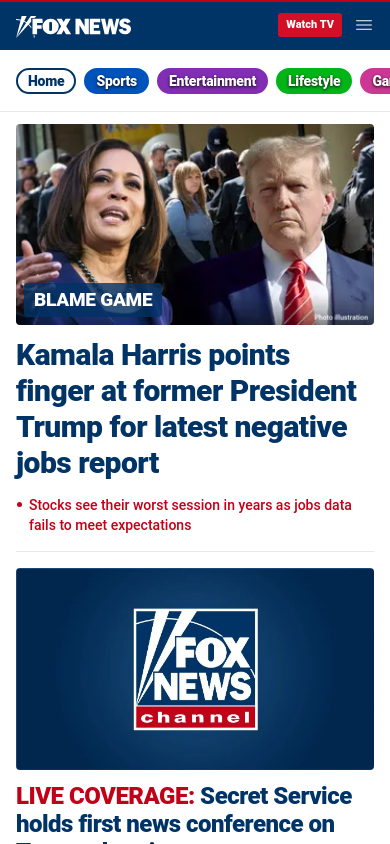 FOX NEWS
Watch TV
Home
Sports
Entertainment
Lifestyle
BLAME GAME
Photo illustration
Kamala Harris points
finger at former President
Trump for latest negative
jobs report
• Stocks see their worst session in years as jobs data
fails to meet expectations
FOX
NEWS
channel
LIVE COVERAGE: Secret Service
holds first news conference on